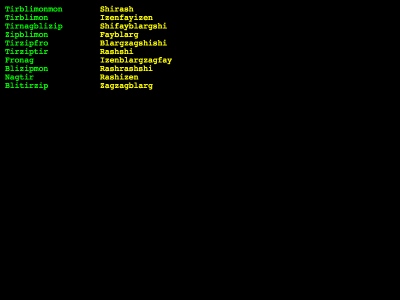 Tirblimonmon Shirash
Tirblimon Izenfayizen
Tirnagblizip Shifayblargshi
Zipblimon Fayblarg
Tirzipfro Blargzagshishi
Tirziptir Rashshi
Fronag Izenblargzagfay
Blizipmon Rashrashshi
Nagtir Rashizen
Blitirzip Zagzagblarg